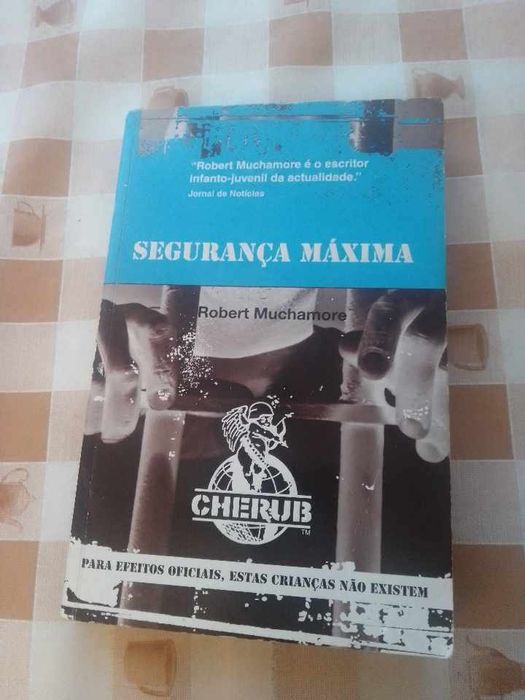 "Robert Muchamore é o escritor
infanto-juvenil da actualidade."
Jornal de Notícias
SEGURANÇA MÁXIMA
Robert Muchamore
CHERUB
TM
PARA EFEITOS OFICIAIS, ESTAS CRIANÇAS NÃO EXISTEM